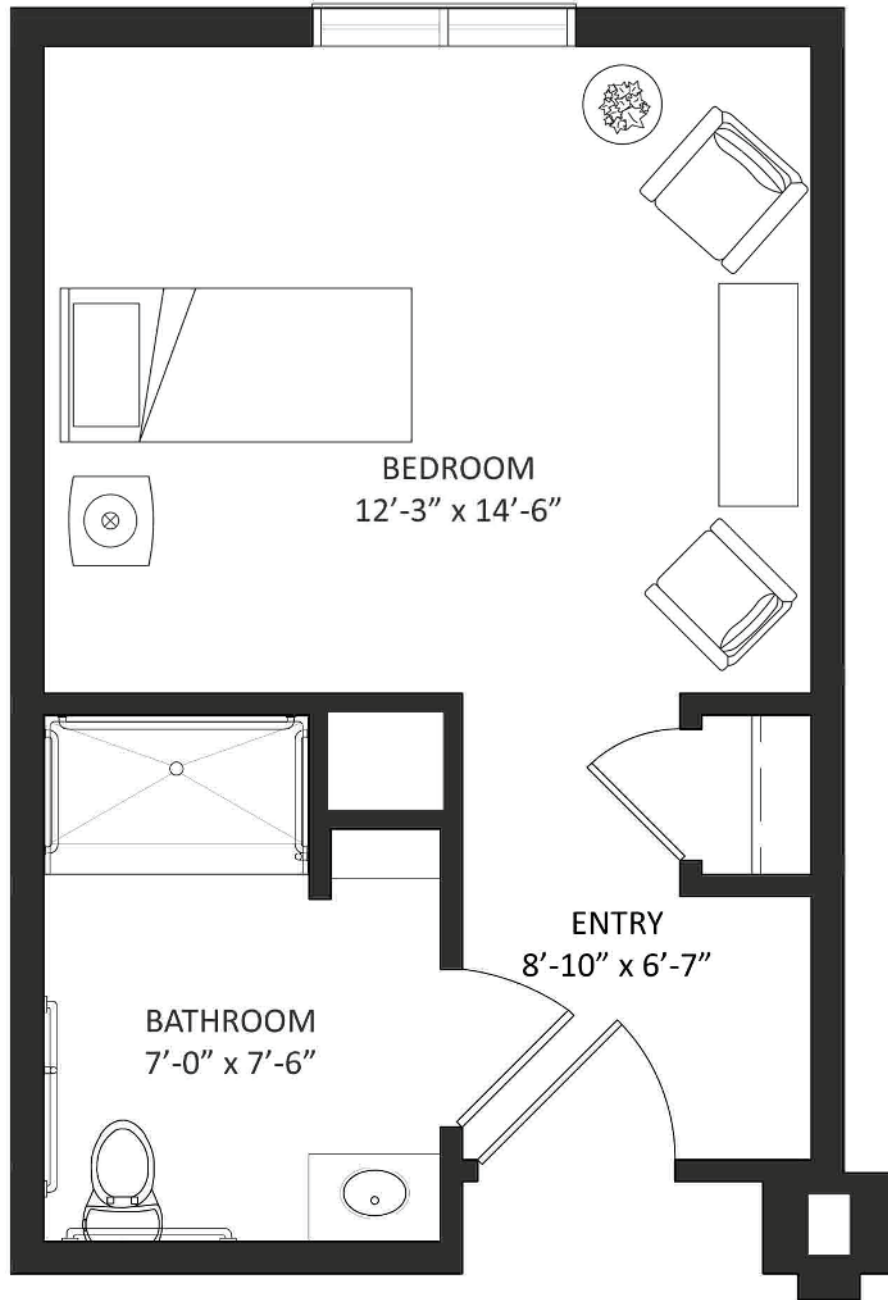 BEDROOM
12’-3” x 14’-6”
ENTRY
8’-10” x 6’-7”
BATHROOM
7’-0” x 7’-6”